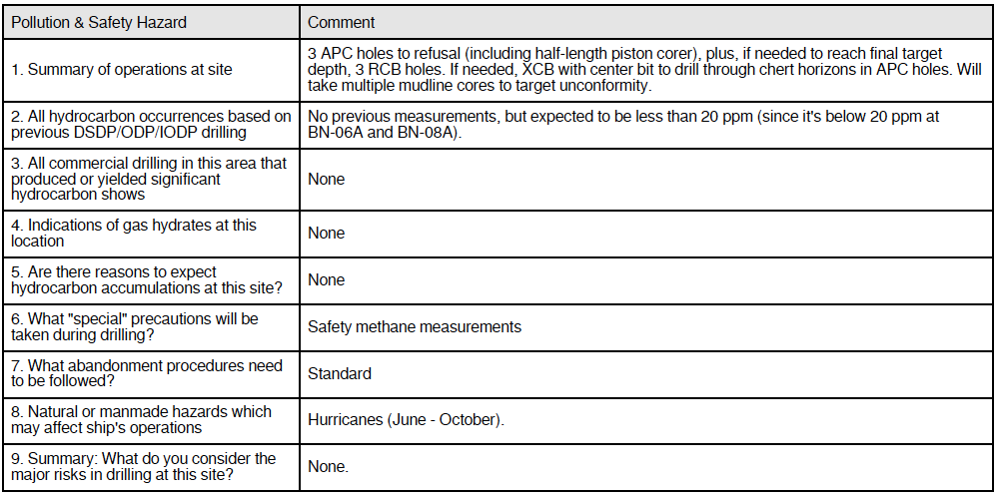 Pollution & Safety Hazard
Comment
1. Summary of operations at site
3 APC holes to refusal (including half-length piston corer), plus, if needed to reach final target
depth, 3 RCB holes. If needed, XCB with center bit to drill through chert horizons in APC holes. Will
take multiple mudline cores to target unconformity.
2. All hydrocarbon occurrences based on
previous DSDP/ODP/IODP drilling
No previous measurements, but expected to be less than 20 ppm (since it's below 20 ppm at
BN-06A and BN-08A).
3. All commercial drilling in this area that
produced or yielded significant
hydrocarbon shows
None
4. Indications of gas hydrates at this
location
None
5. Are there reasons to expect
hydrocarbon accumulations at this site?
None
6. What "special" precautions will be
taken during drilling?
Safety methane measurements
7. What abandonment procedures need
to be followed?
Standard
8. Natural or manmade hazards which
may affect ship's operations
Hurricanes (June - October).
9. Summary: What do you consider the
major risks in drilling at this site?
None.